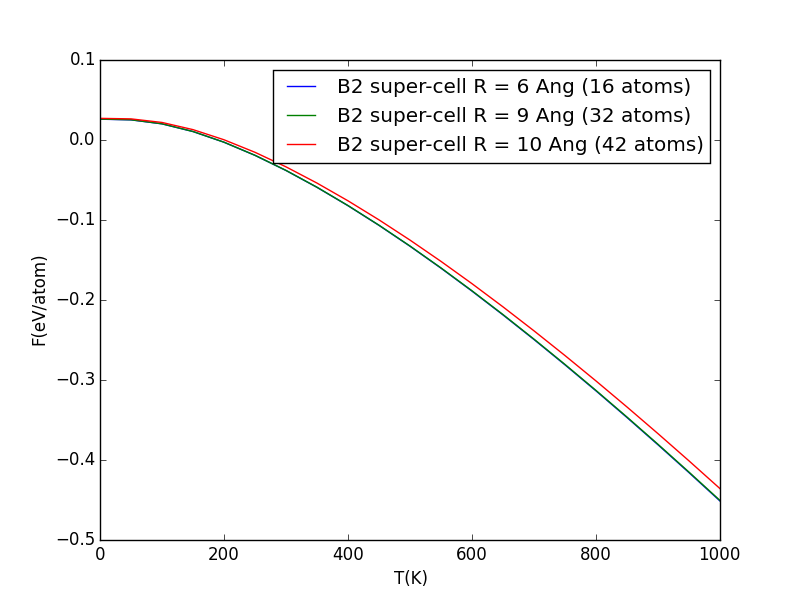 0.1
0.0
−0.1
−0.2
−0.3
−0.4
−0.5
F(eV/atom)
B2 super-cell R = 6 Ang (16 atoms)
B2 super-cell R = 9 Ang (32 atoms)
B2 super-cell R = 10 Ang (42 atoms)
0 200 400 600 800 1000
T(K)